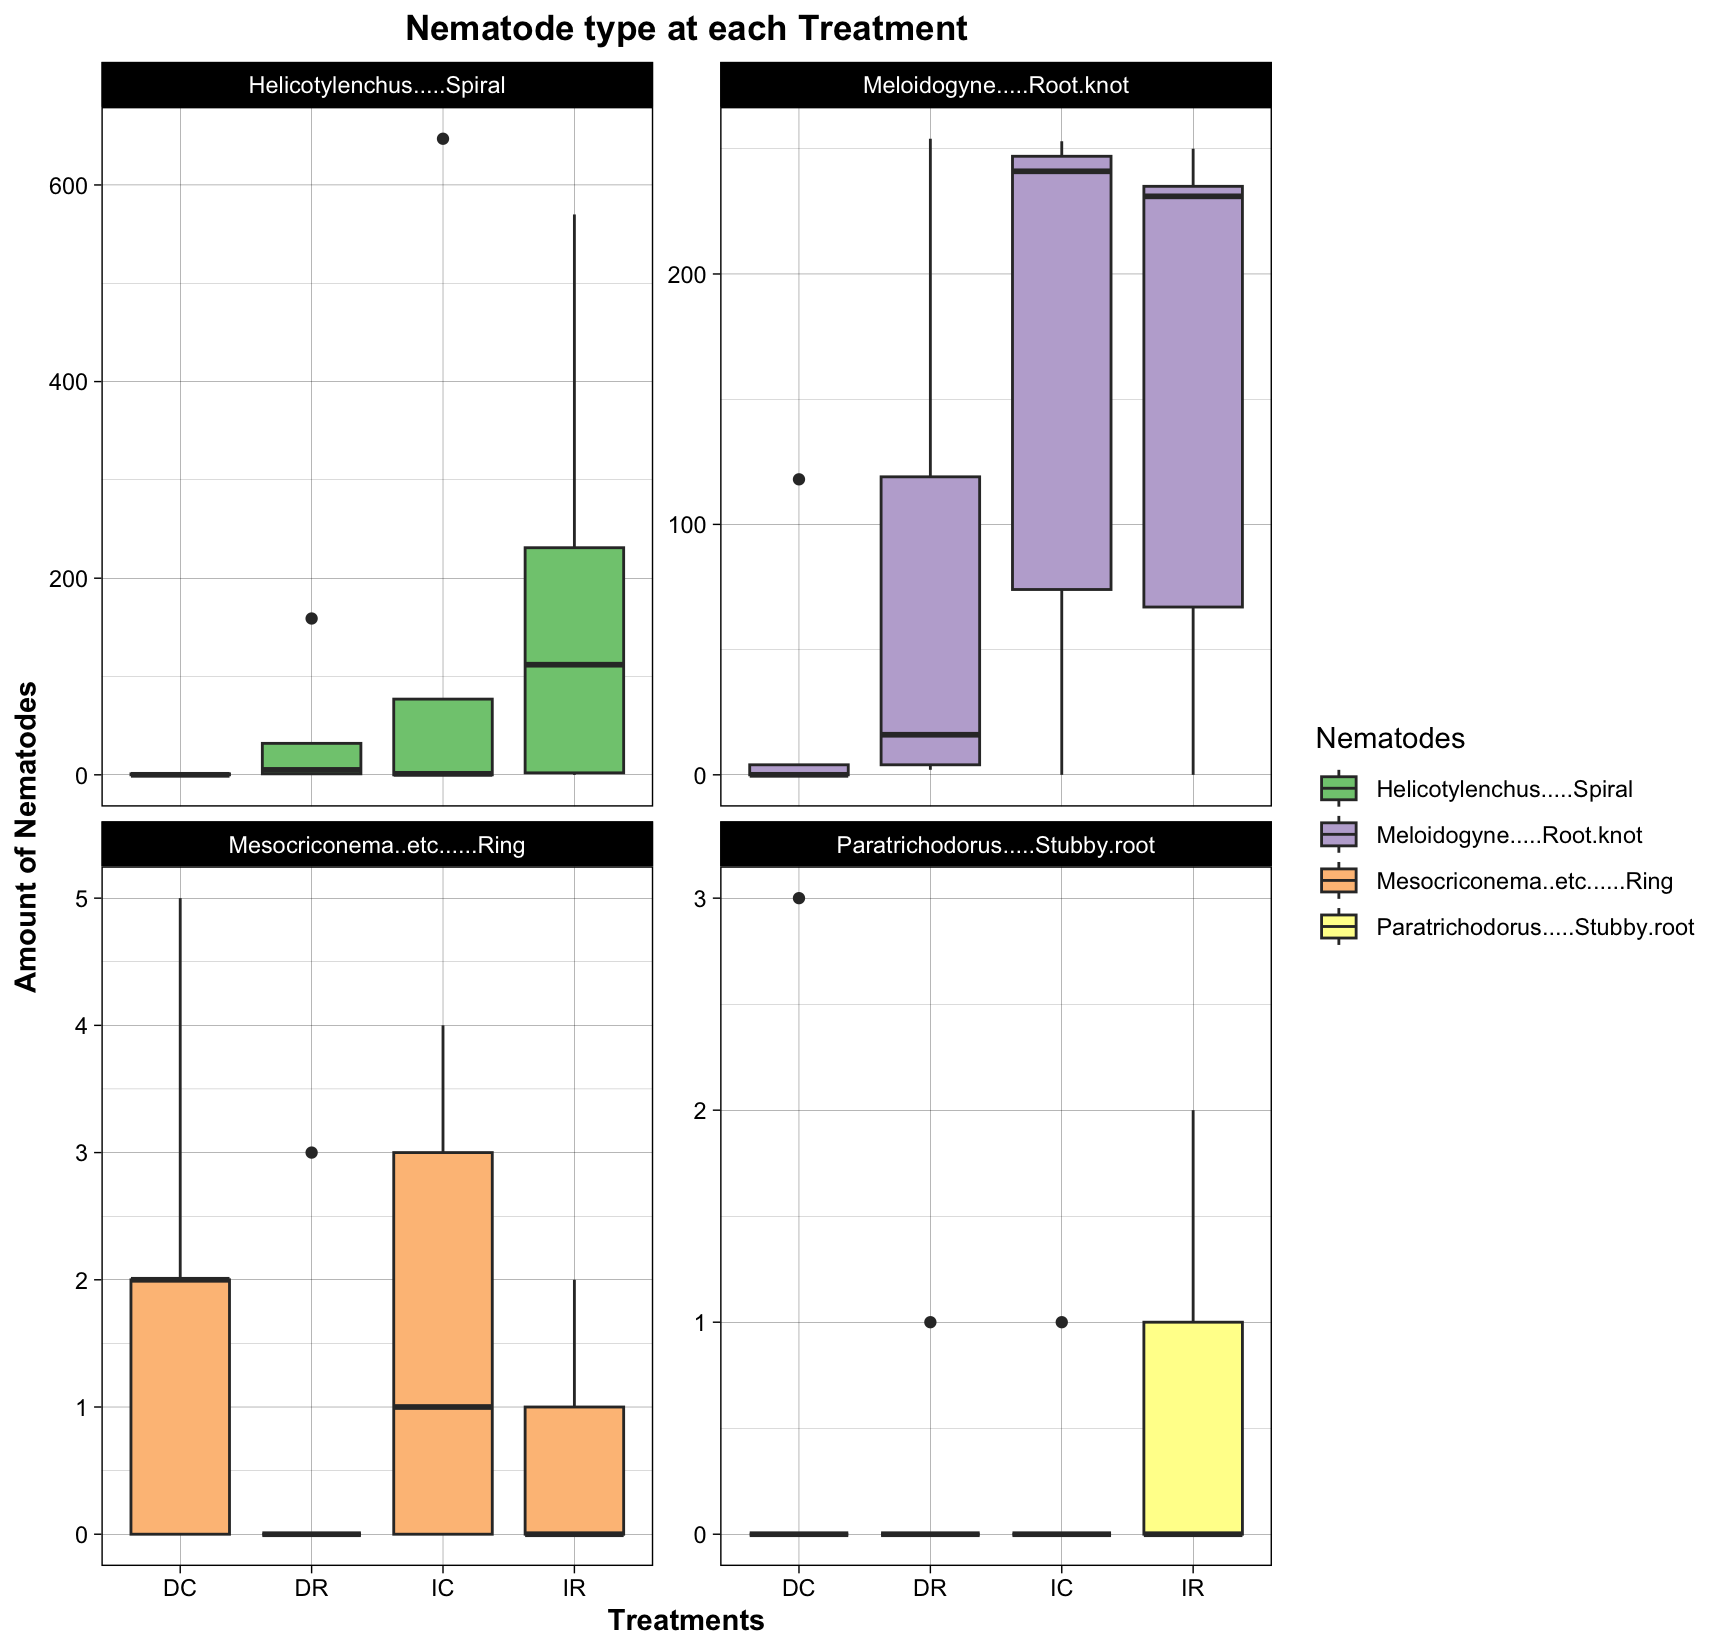 Nematode type at each Treatment
Helicotylenchus.....Spiral
Meloidogyne.....Root.knot
600
400
200
0
200
100
0
Amount of Nematodes
Mesocriconema..etc......Ring
Paratrichodorus.....Stubby.root
5
4
3
2
1
0
3
2
1
0
DC DR IC IR
DC DR IC IR
Treatments
Nematodes
Helicotylenchus.....Spiral
Meloidogyne.....Root.knot
Mesocriconema..etc......Ring
Paratrichodorus.....Stubby.root